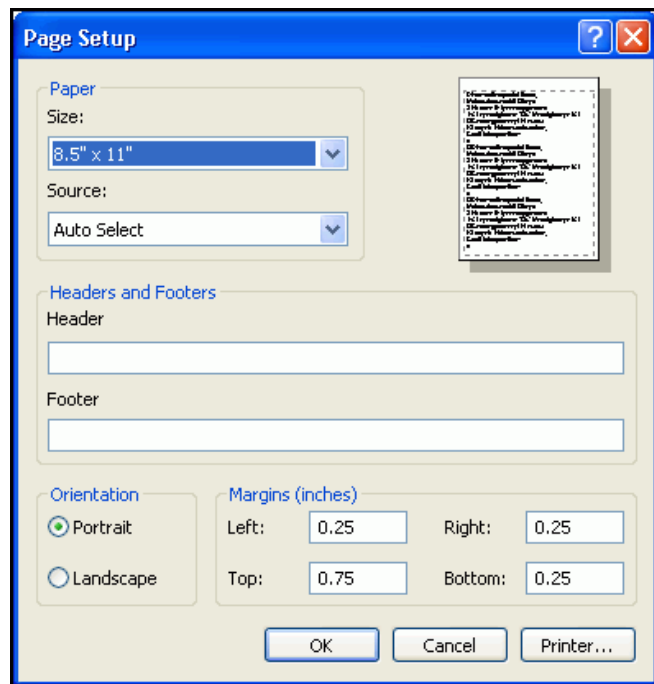 Page Setup
Paper
Size:
8.5" x 11"
Source:
Auto Select
Headers and Footers
Header
Footer
Orientation
Portrait
Landscape
Margins (inches)
Left: 0.25 Right: 0.25
Top: 0.75 Bottom: 0.25
OK Cancel Printer...